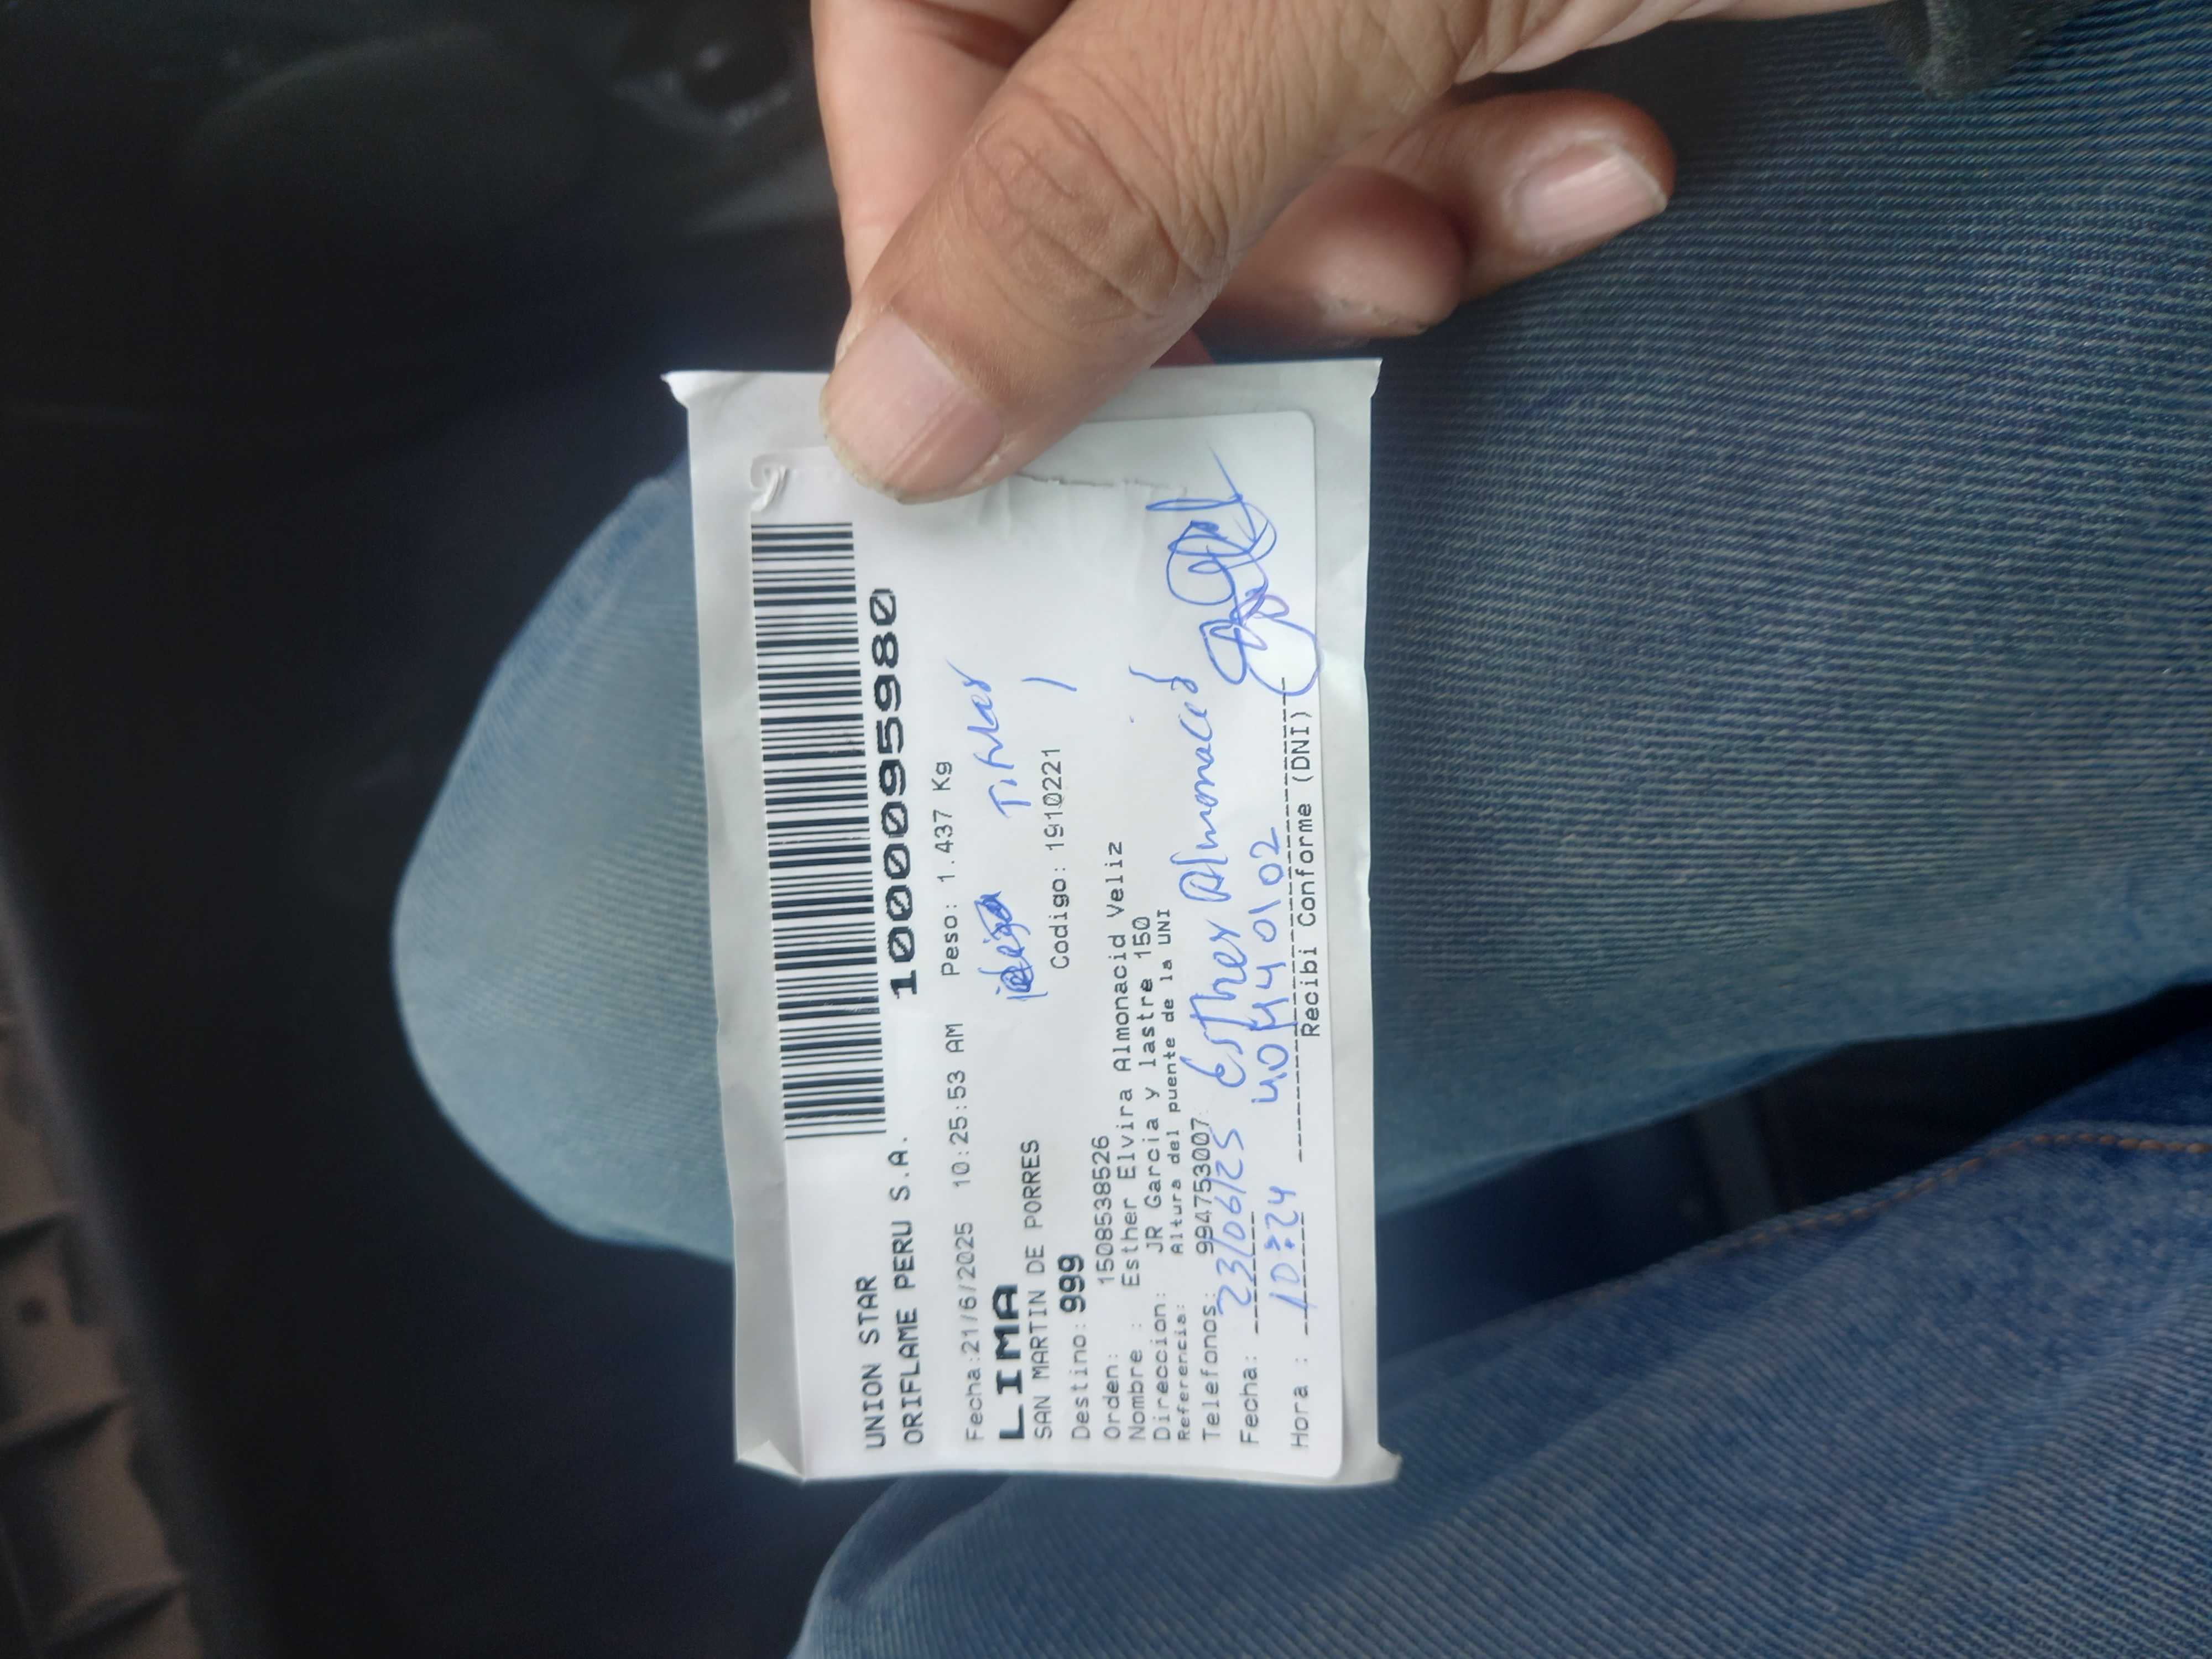 UNION STAR
ORIFLAME PERU S.A.
1000095980
Fecha:21/6/2025 10:25:53 AM Peso: 1.437 Kg
LIMA
Titular
SAN MARTIN DE PORRES
Destino: 999 Codigo: 1910221
Orden: 1508538526
Nombre : Esther Elvira Almonacid Veliz
Direccion: JR Garcia y lastre 150
Referencia: Altura del puente de la UNI
Telefonos: 994753007
Fecha: 23/06/25 Esther Almonacid
Hora : 10:24 40440102
Recibi Conforme (DNI)